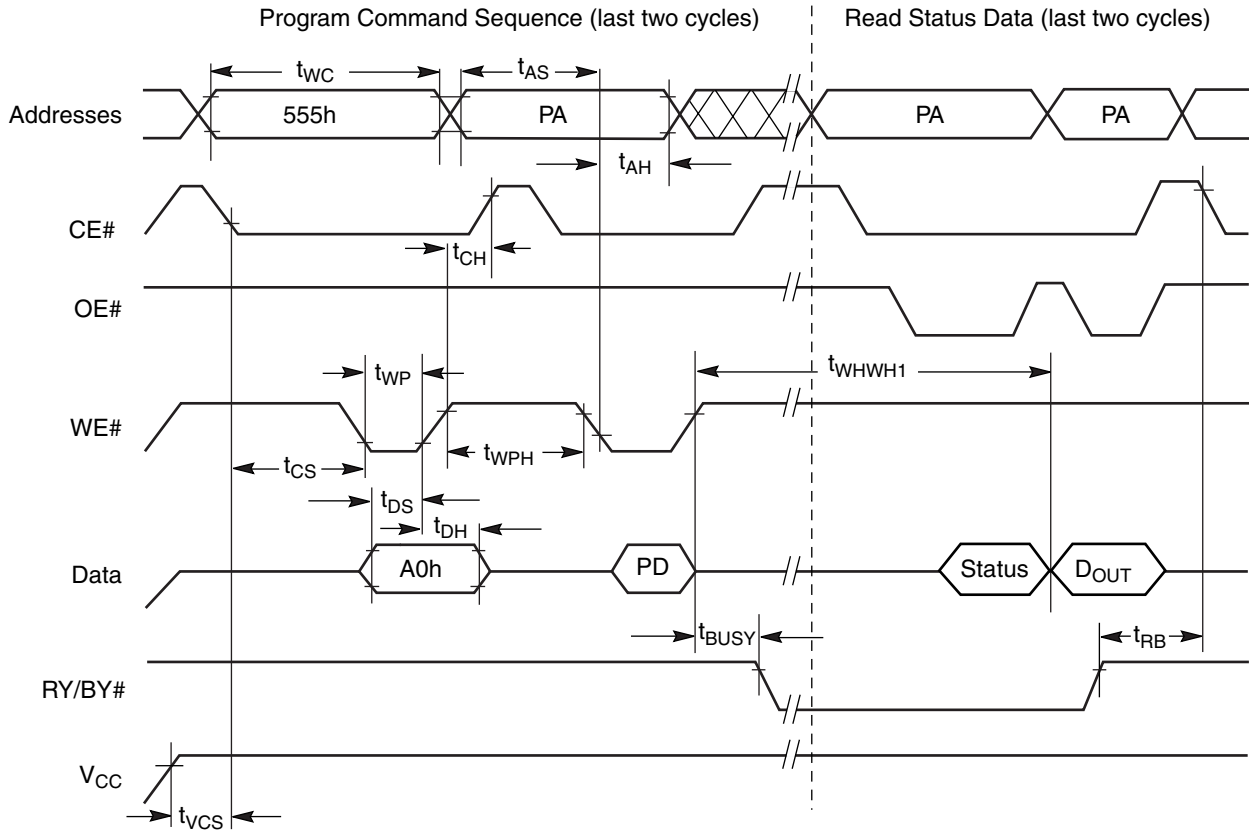 Program Command Sequence (last two cycles)
Read Status Data (last two cycles)
tWC
tAS
Addresses
555h
PA
PA
PA
tAH
CE#
tCH
OE#
tWP
tWHWH1
WE#
tCS
tWPH
tDS
tDH
Data
A0h
PD
Status
DOUT
tBUSY
tRB
RY/BY#
VCC
tVCS